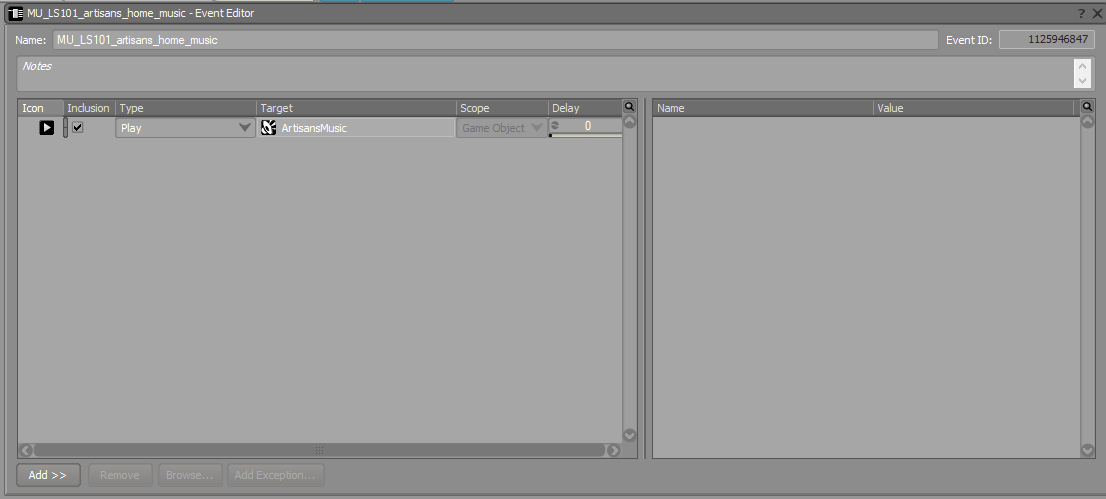 MU_LS101_artisans_home_music - Event Editor ? X
Name: MU_LS101_artisans_home_music Event ID: 1125946847
Notes
Icon Inclusion Type Target Scope Delay Name Value
Play ArtisansMusic Game Object 0
Add >> Remove Browse... Add Exception...